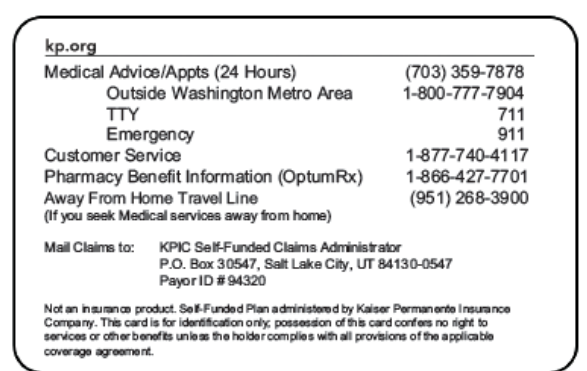 kp.org
Medical Advice/Appts (24 Hours) (703) 359-7878
Outside Washington Metro Area 1-800-777-7904
TTY 711
Emergency 911
Customer Service 1-877-740-4117
Pharmacy Benefit Information (OptumRx) 1-866-427-7701
Away From Home Travel Line (951) 268-3900
(If you seek Medical services away from home)
Mail Claims to: KPIC Self-Funded Claims Administrator
P.O. Box 30547, Salt Lake City, UT 84130-0547
Payor ID # 94320
Not an insurance product. Self-Funded Plan administered by Kaiser Permanente Insurance
Company. This card is for identification only; possession of this card confers no right to
services or other benefits unless the holder complies with all provisions of the applicable
coverage agreement.